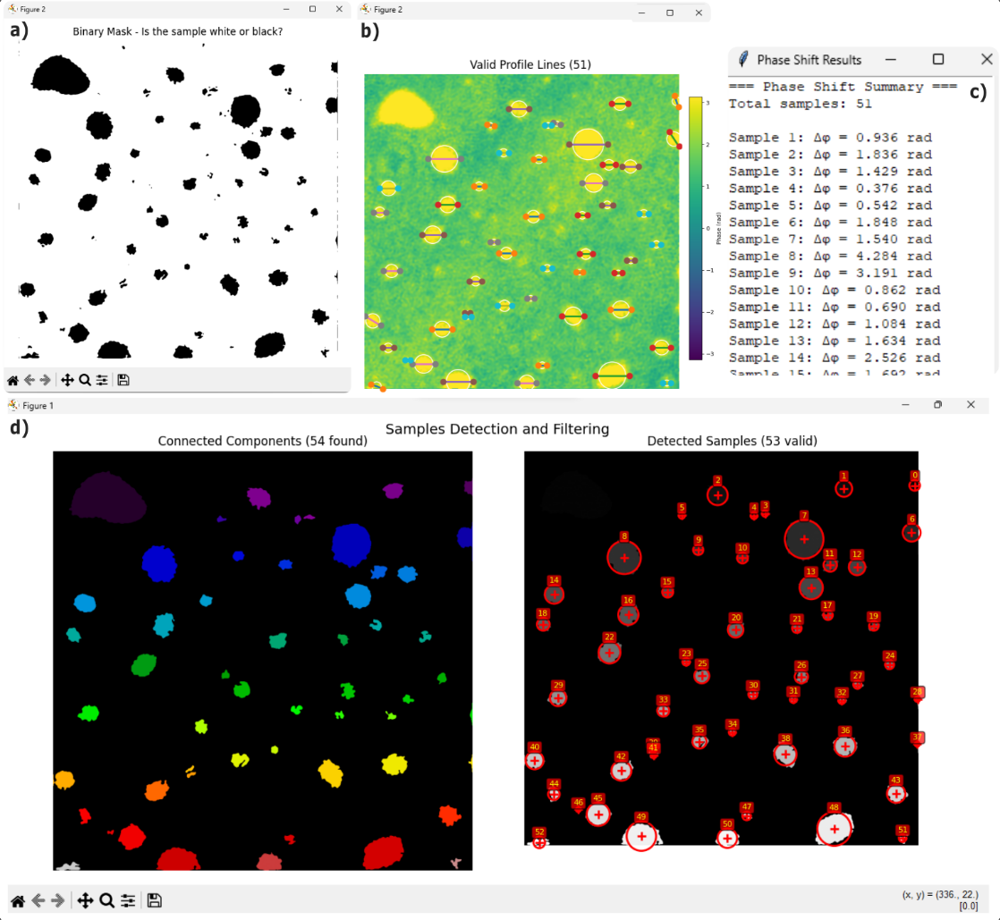 Figure 2
a)
Binary Mask - Is the sample white or black?
Figure 2
b)
Valid Profile Lines (51)
3
2
1
0
−1
−2
−3
Phase (rad)
Phase Shift Results
c)
=== Phase Shift Summary ===
Total samples: 51
Sample 1: Δφ = 0.936 rad
Sample 2: Δφ = 1.836 rad
Sample 3: Δφ = 1.429 rad
Sample 4: Δφ = 0.376 rad
Sample 5: Δφ = 0.542 rad
Sample 6: Δφ = 1.848 rad
Sample 7: Δφ = 1.540 rad
Sample 8: Δφ = 4.284 rad
Sample 9: Δφ = 3.191 rad
Sample 10: Δφ = 0.862 rad
Sample 11: Δφ = 0.690 rad
Sample 12: Δφ = 1.084 rad
Sample 13: Δφ = 1.634 rad
Sample 14: Δφ = 2.526 rad
Sample 15: Δφ = 1.692 rad
Figure 1
d)
Samples Detection and Filtering
Connected Components (54 found)
Detected Samples (53 valid)
0
1
2
3
4
5
6
7
8
9
10
11
12
13
14
15
16
17
18
19
20
21
22
23
24
25
26
27
28
29
30
31
32
33
34
35
36
37
38
40
41
42
43
44
45
46
47
48
49
50
51
52
(x, y) = (336., 22.)
[0.0]